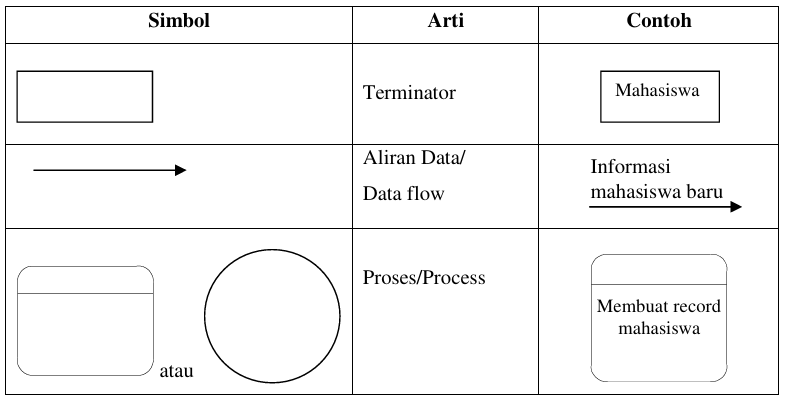 Simbol Arti Contoh
Terminator
Mahasiswa
Aliran Data/
Data flow
Informasi
mahasiswa baru
atau
Proses/Process
Membuat record
mahasiswa